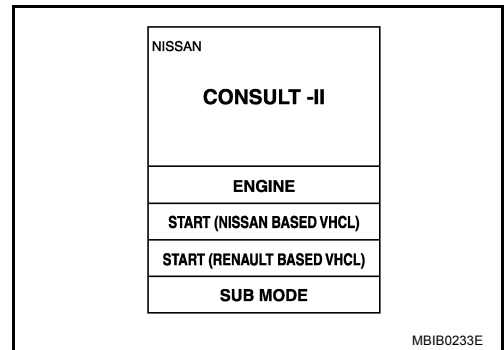 NISSAN
CONSULT -II
ENGINE
START (NISSAN BASED VHCL)
START (RENAULT BASED VHCL)
SUB MODE
MBIB0233E